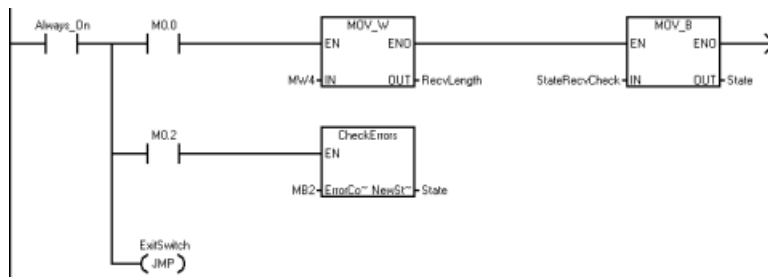 Always_On M0.0 MOV_W MOV_B
EN ENO EN ENO
MW4 IN OUT RecvLength StateRecvCheck IN OUT State
M0.2 CheckErrors
EN
MB2 ErrorCo~ NewSt~ State
ExitSwitch
JMP